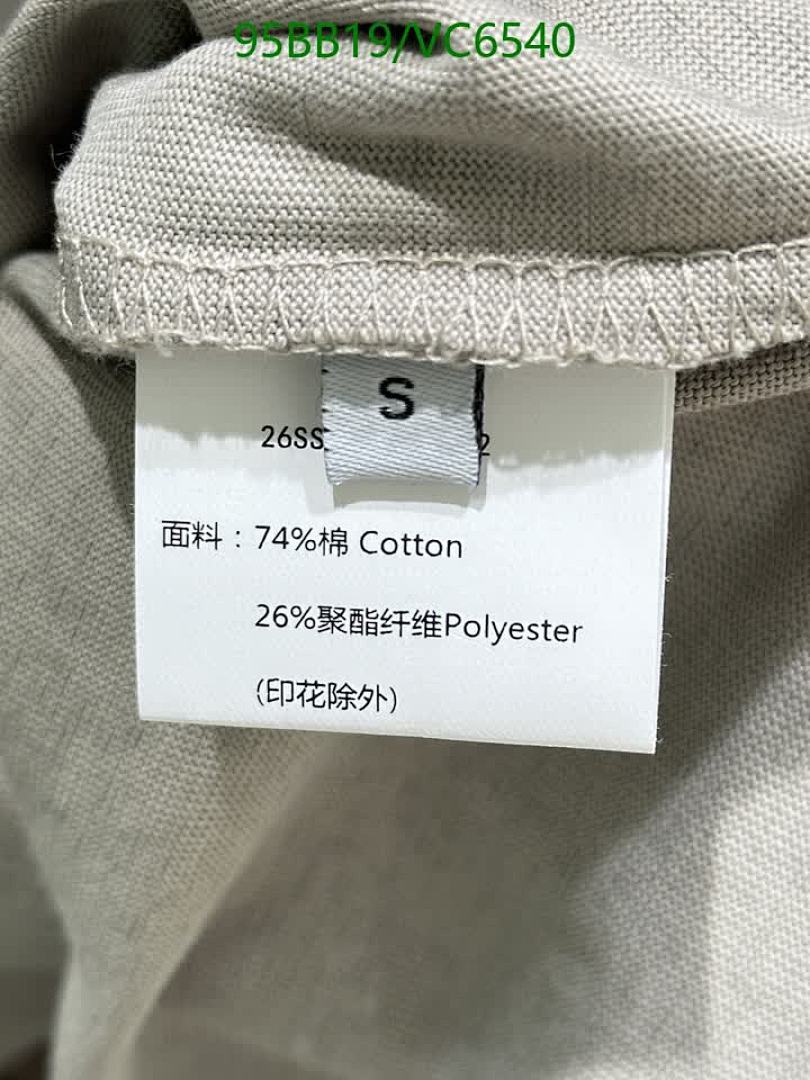 95BB19/VC6540
S
26SS 2
面料：74%棉 Cotton
26%聚酯纤维Polyester
(印花除外)